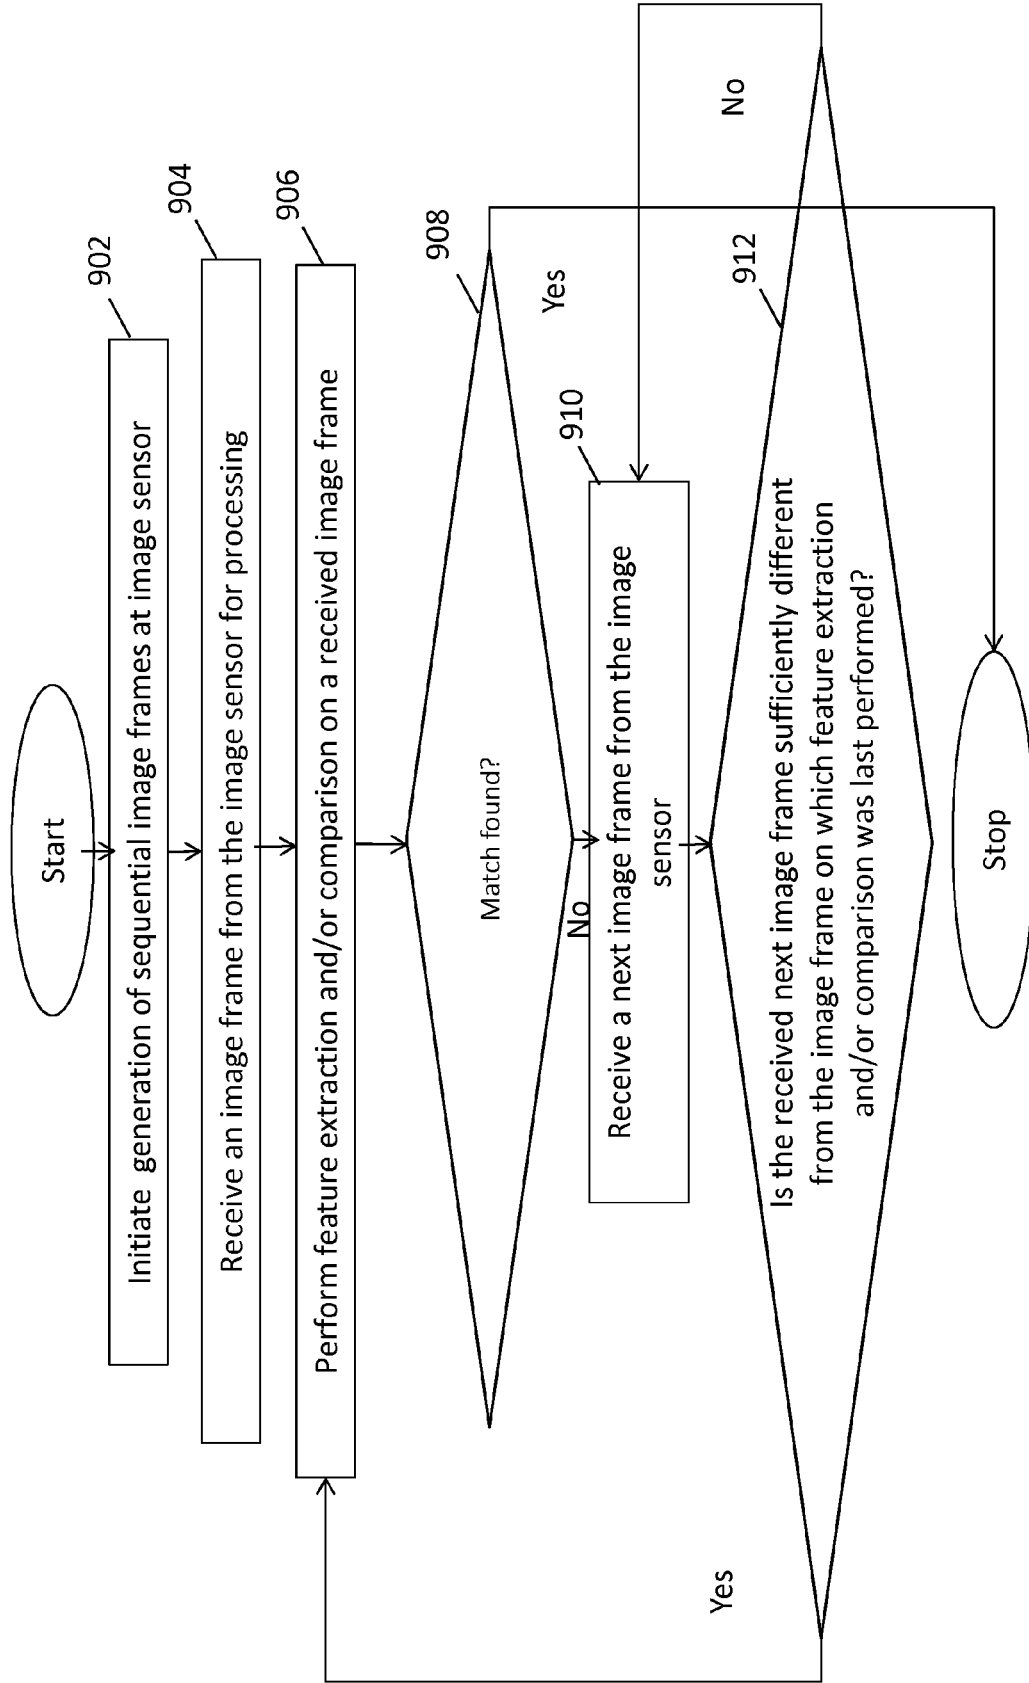 Start
902
Initiate generation of sequential image frames at image sensor
904
Receive an image frame from the image sensor for processing
906
Perform feature extraction and/or comparison on a received image frame
908
Match found?
Yes
No
910
Receive a next image frame from the image
sensor
No
912
Is the received next image frame sufficiently different
from the image frame on which feature extraction
and/or comparison was last performed?
Yes
Stop